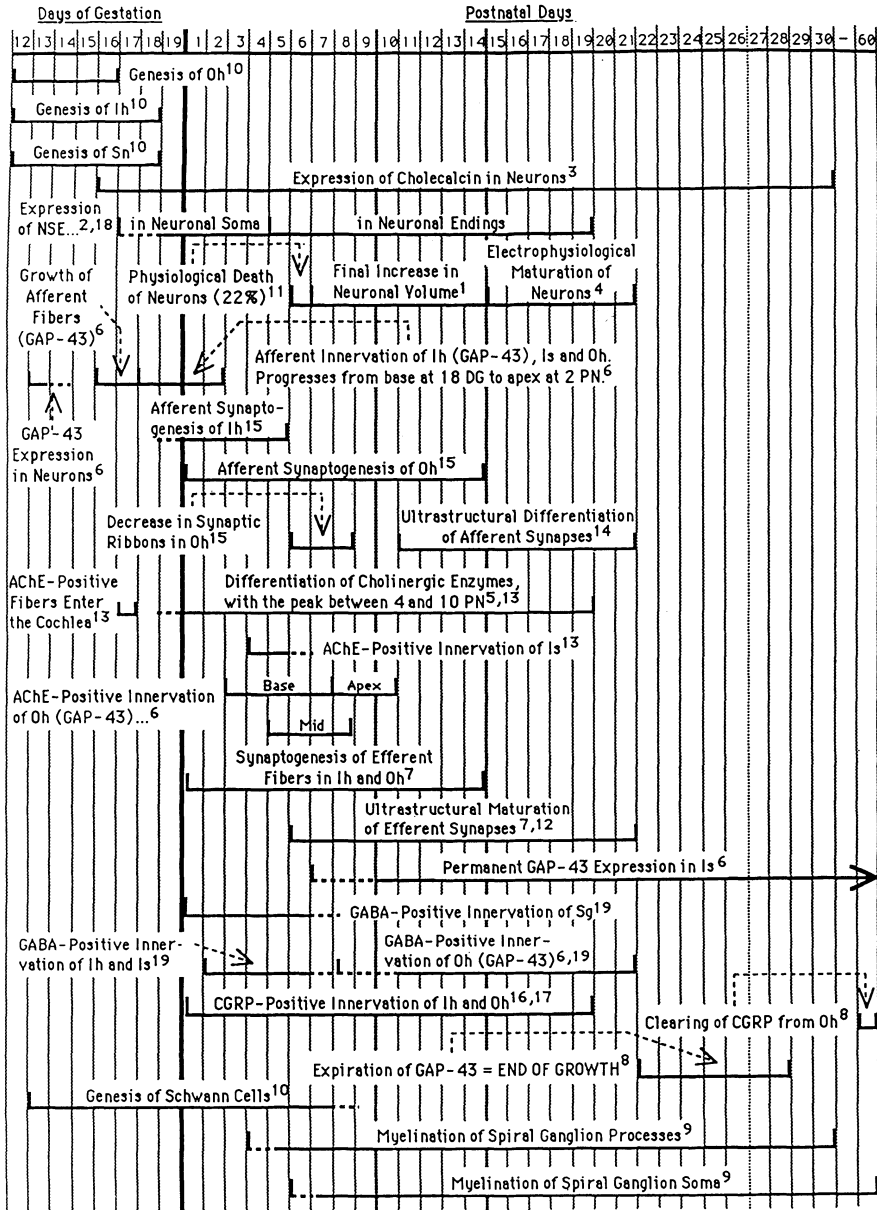 Days of Gestation
Postnatal Days
12 13 14 15 16 17 18 19 1 2 3 4 5 6 7 8 9 10 11 12 13 14 15 16 17 18 19 20 21 22 23 24 25 26 27 28 29 30 - 60
Genesis of Oh10
Genesis of Ih10
Genesis of Sn10
Expression of Cholecalcin in Neurons3
Expression
of NSE...2,18
in Neuronal Soma
in Neuronal Endings
Growth of
Afferent
Fibers
(GAP-43)6
Physiological Death
of Neurons (22%)11
Final Increase in
Neuronal Volume1
Electrophysiological
Maturation of
Neurons4
Afferent Innervation of Ih (GAP-43), Is and Oh.
Progresses from base at 18 DG to apex at 2 PN.6
GAP-43
Expression
in Neurons6
Afferent Synapto-
genesis of Ih15
Afferent Synaptogenesis of Oh15
Decrease in Synaptic
Ribbons in Oh15
Ultrastructural Differentiation
of Afferent Synapses14
AChE-Positive
Fibers Enter
the Cochlea13
Differentiation of Cholinergic Enzymes,
with the peak between 4 and 10 PN5,13
AChE-Positive Innervation of Is13
AChE-Positive Innervation
of Oh (GAP-43)...6
Base
Apex
Mid
Synaptogenesis of Efferent
Fibers in Ih and Oh7
Ultrastructural Maturation
of Efferent Synapses7,12
Permanent GAP-43 Expression in Is6
GABA-Positive Innervation of Sg19
GABA-Positive Inner-
vation of Ih and Is19
GABA-Positive Inner-
vation of Oh (GAP-43)6,19
CGRP-Positive Innervation of Ih and Oh16,17
Clearing of CGRP from Oh8
Expiration of GAP-43 = END OF GROWTH8
Genesis of Schwann Cells10
Myelination of Spiral Ganglion Processes9
Myelination of Spiral Ganglion Soma9